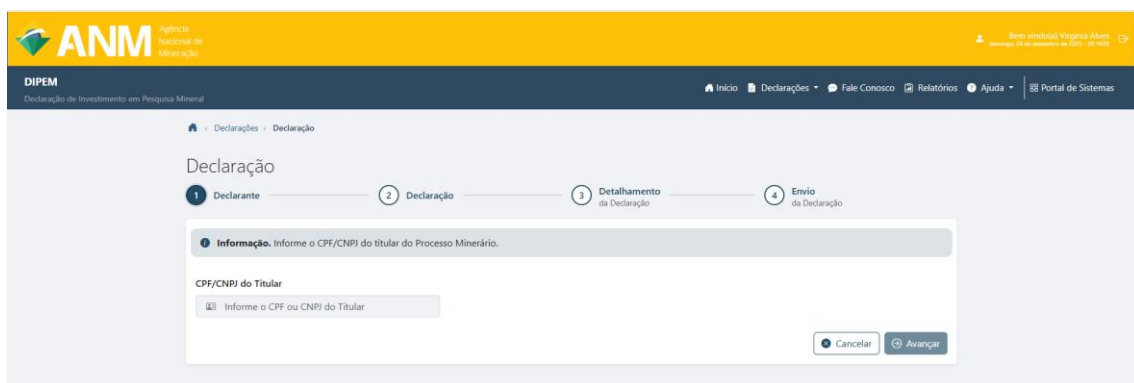 ANM
Agência
Nacional de
Mineração
Bem vindo(a) Virginia Alves
DIPEM
Declaração de Investimento em Pesquisa Mineral
Início Declarações Fale Conosco Relatórios Ajuda Portal de Sistemas
Declarações › Declaração
Declaração
1 Declarante
2 Declaração
3 Detalhamento
da Declaração
4 Envio
da Declaração
Informação. Informe o CPF/CNPJ do titular do Processo Minerário.
CPF/CNPJ do Titular
Informe o CPF ou CNPJ do Titular
Cancelar
Avançar